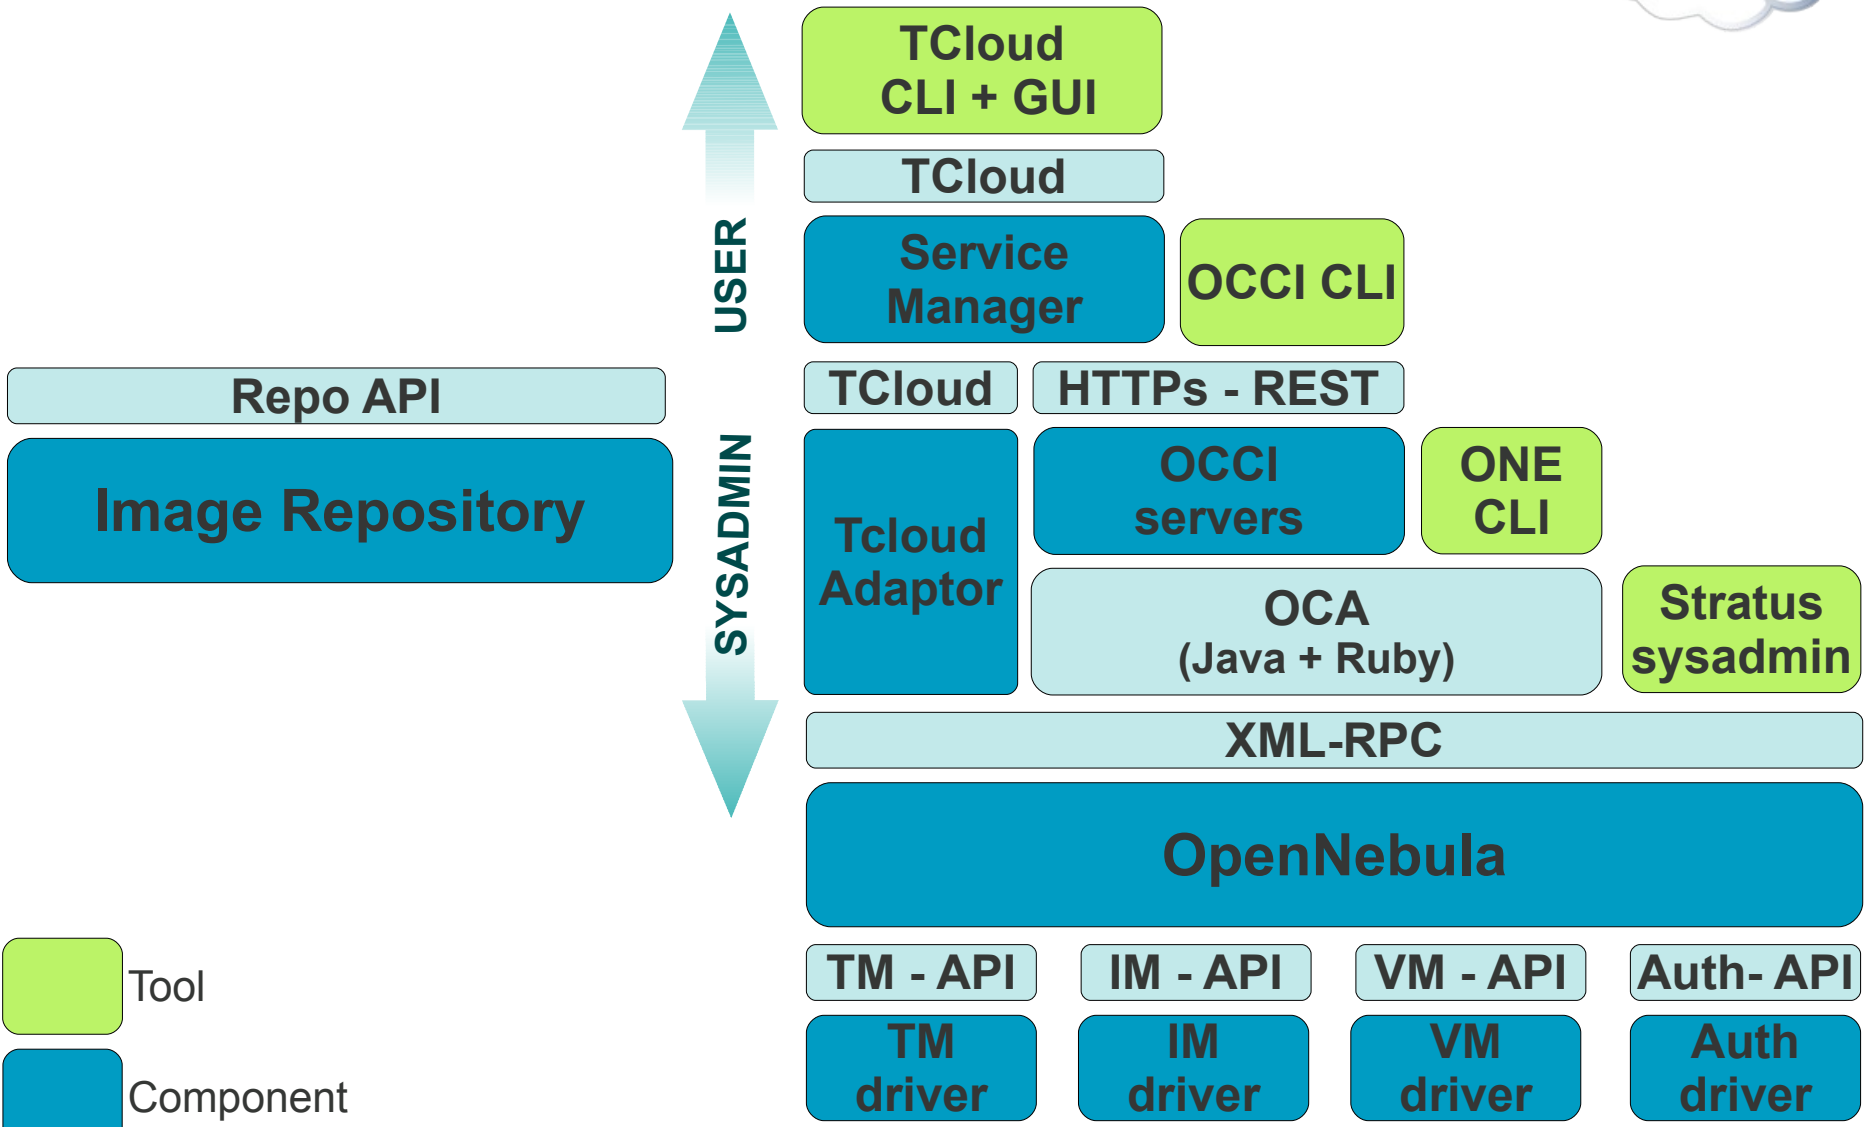 TCloud
CLI + GUI
TCloud
Service
Manager
OCCI CLI
USER
Repo API
TCloud
HTTPs - REST
Image Repository
SYSADMIN
Tcloud
Adaptor
OCCI
servers
ONE
CLI
OCA
(Java + Ruby)
Stratus
sysadmin
XML-RPC
OpenNebula
TM - API
IM - API
VM - API
Auth- API
TM
driver
IM
driver
VM
driver
Auth
driver
Tool
Component